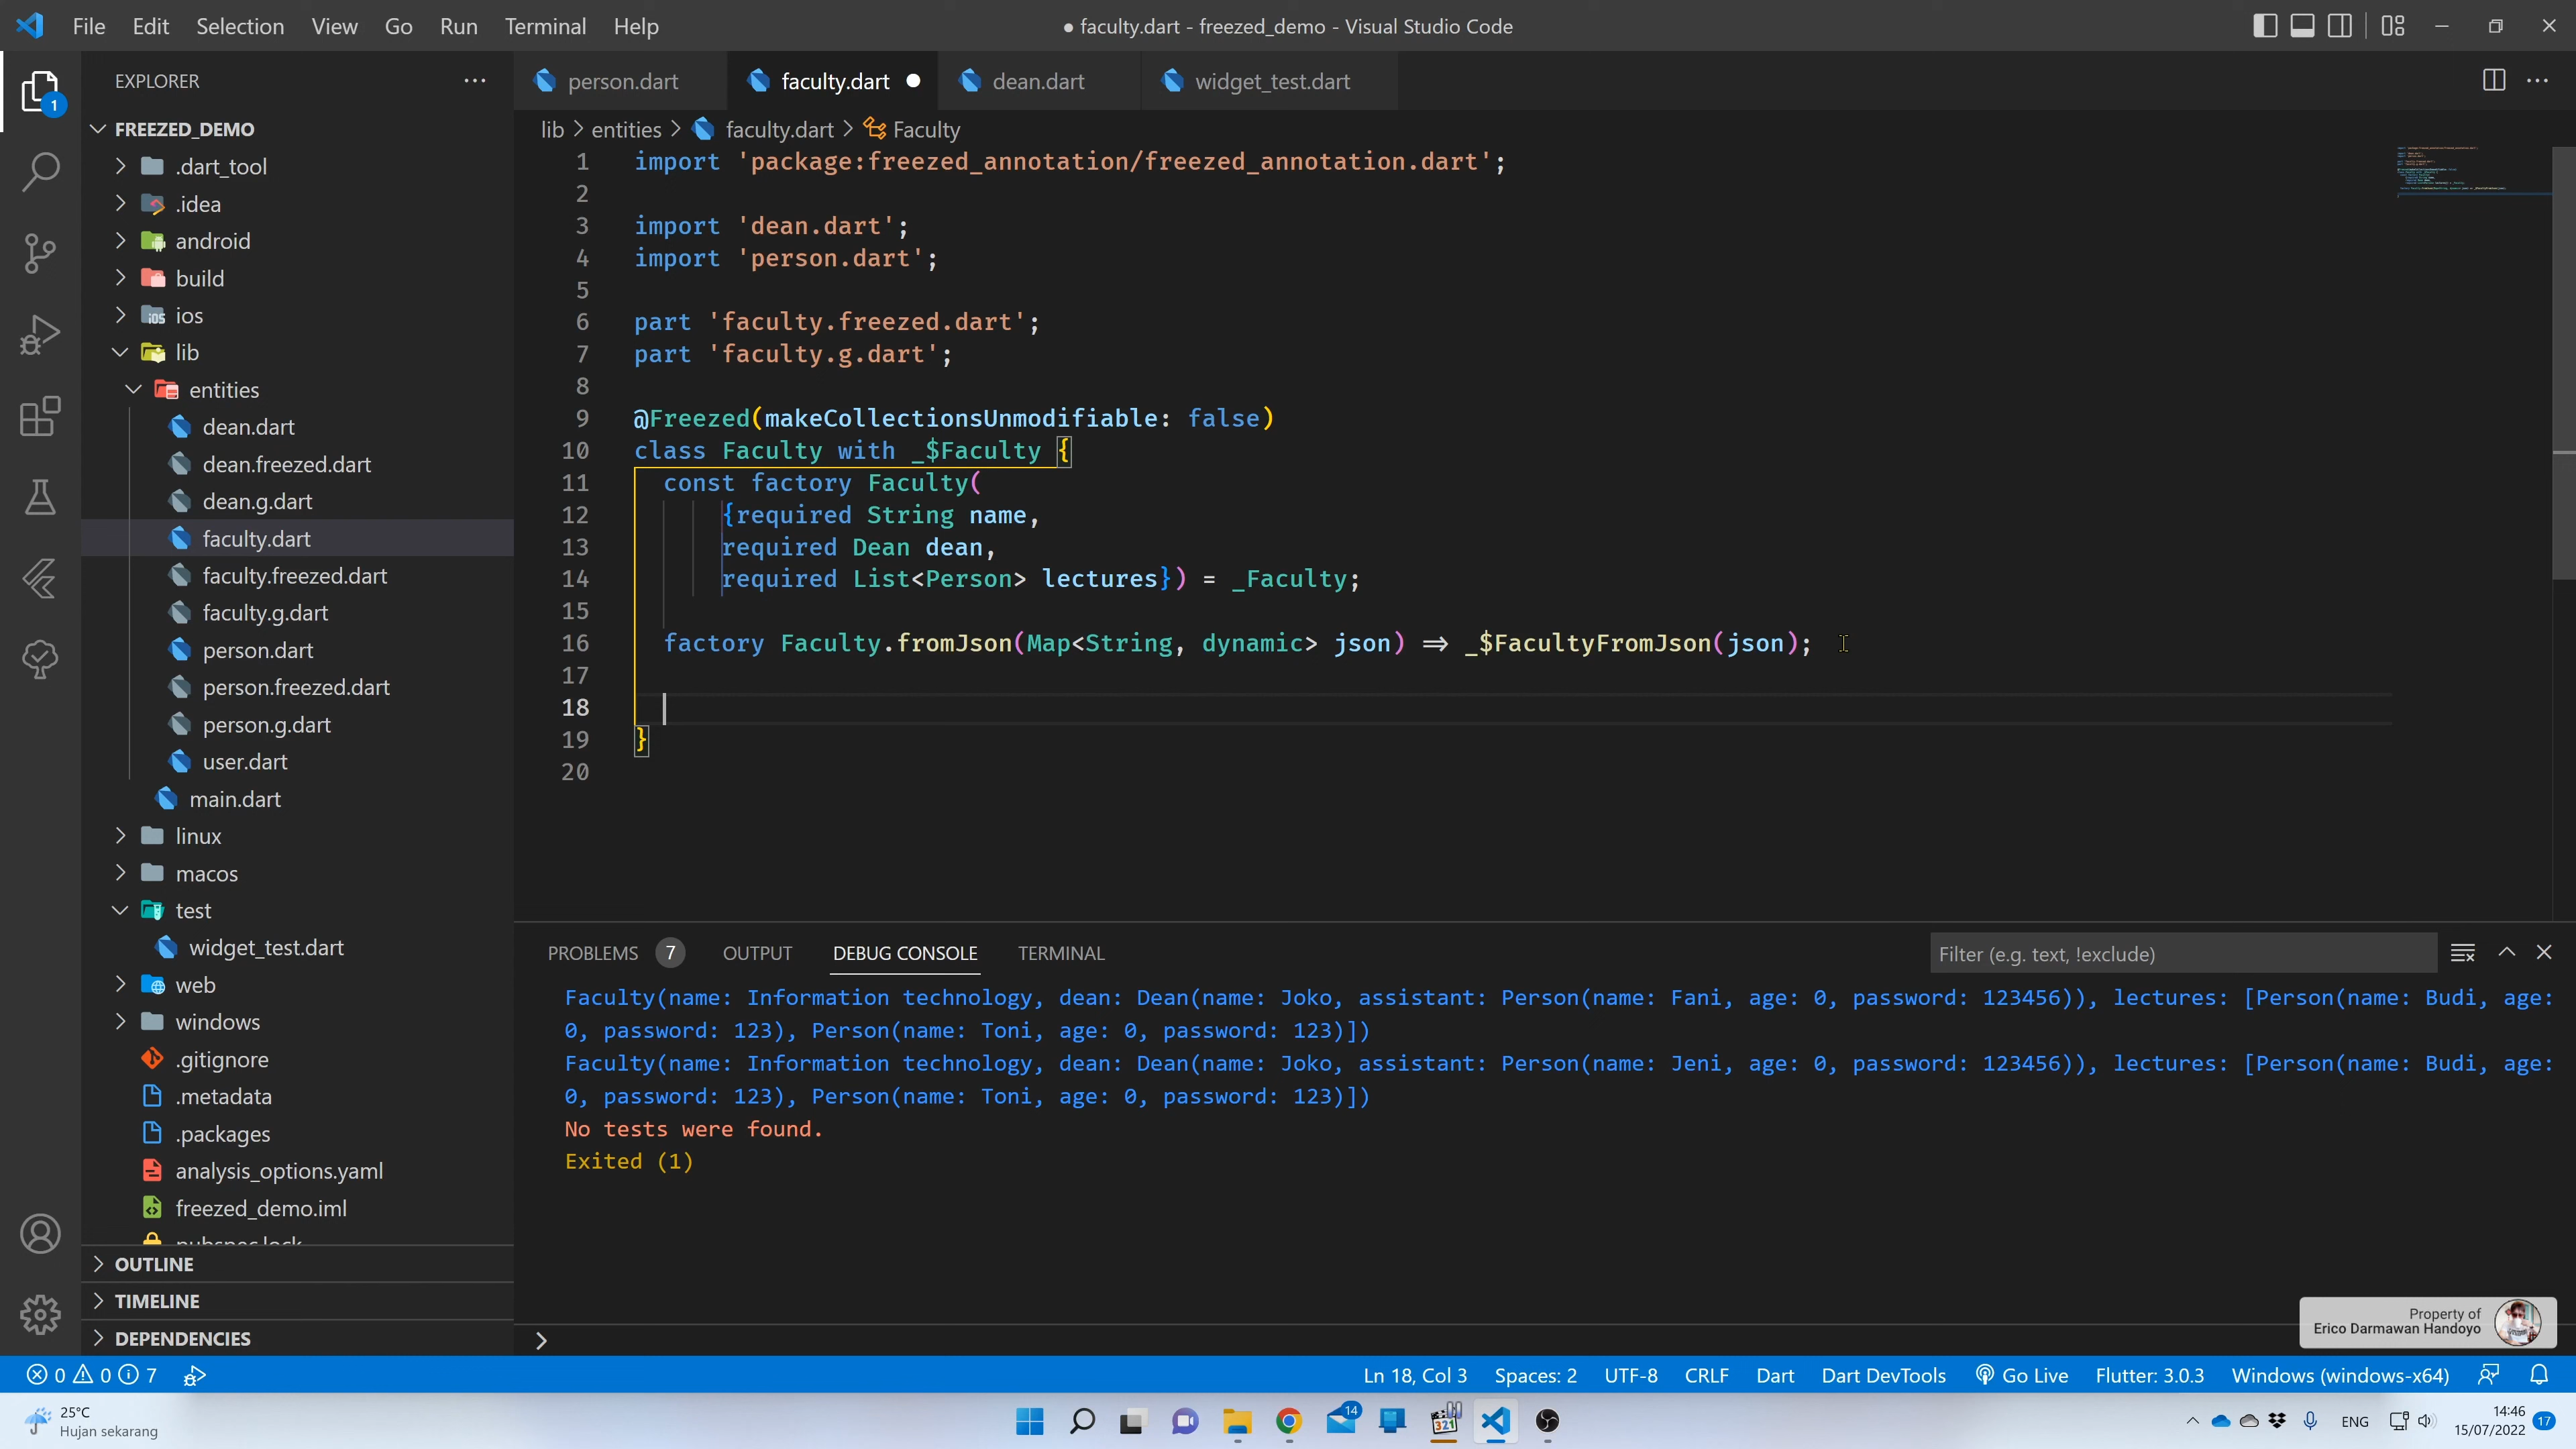 File Edit Selection View Go Run Terminal Help
● faculty.dart - freezed_demo - Visual Studio Code
EXPLORER
person.dart faculty.dart dean.dart widget_test.dart
1
FREEZED_DEMO
.dart_tool
.idea
android
build
ios
lib
entities
dean.dart
dean.freezed.dart
dean.g.dart
faculty.dart
faculty.freezed.dart
faculty.g.dart
person.dart
person.freezed.dart
person.g.dart
user.dart
main.dart
linux
macos
test
widget_test.dart
web
windows
.gitignore
.metadata
.packages
analysis_options.yaml
freezed_demo.iml
pubspec.lock
OUTLINE
TIMELINE
DEPENDENCIES
lib > entities > faculty.dart > Faculty
1 import 'package:freezed_annotation/freezed_annotation.dart';
2
3 import 'dean.dart';
4 import 'person.dart';
5
6 part 'faculty.freezed.dart';
7 part 'faculty.g.dart';
8
9 @Freezed(makeCollectionsUnmodifiable: false)
10 class Faculty with _$Faculty {
11 const factory Faculty(
12 {required String name,
13 required Dean dean,
14 required List<Person> lectures}) = _Faculty;
15
16 factory Faculty.fromJson(Map<String, dynamic> json) => _$FacultyFromJson(json);
17
18
19 }
20
PROBLEMS 7 OUTPUT DEBUG CONSOLE TERMINAL
Filter (e.g. text, !exclude)
Faculty(name: Information technology, dean: Dean(name: Joko, assistant: Person(name: Fani, age: 0, password: 123456)), lectures: [Person(name: Budi, age:
0, password: 123), Person(name: Toni, age: 0, password: 123)])
Faculty(name: Information technology, dean: Dean(name: Joko, assistant: Person(name: Jeni, age: 0, password: 123456)), lectures: [Person(name: Budi, age:
0, password: 123), Person(name: Toni, age: 0, password: 123)])
No tests were found.
Exited (1)
Property of
Erico Darmawan Handoyo
0 0 7
Ln 18, Col 3 Spaces: 2 UTF-8 CRLF Dart Dart DevTools Go Live Flutter: 3.0.3 Windows (windows-x64)
25°C
Hujan sekarang
14
321
ENG
14:46
15/07/2022
17